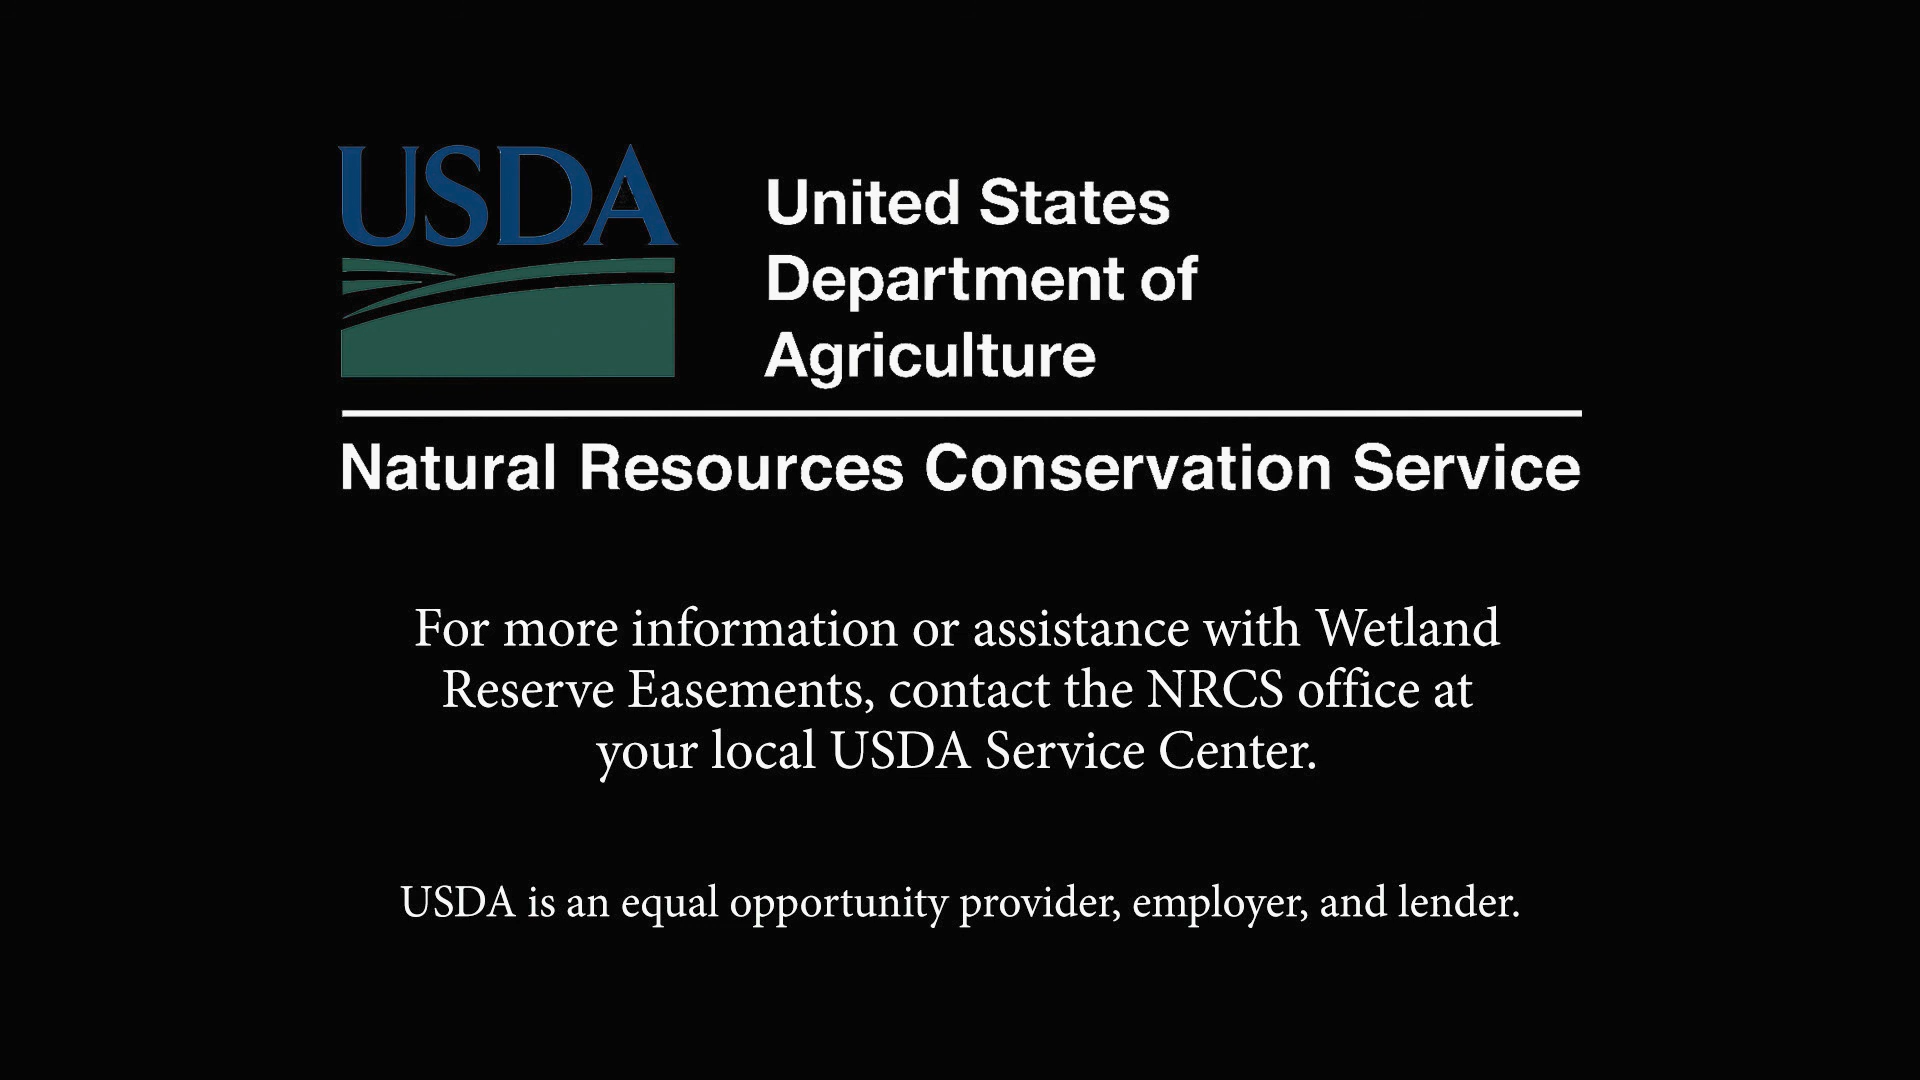 USDA
United States
Department of
Agriculture
Natural Resources Conservation Service
For more information or assistance with Wetland
Reserve Easements, contact the NRCS office at
your local USDA Service Center.
USDA is an equal opportunity provider, employer, and lender.